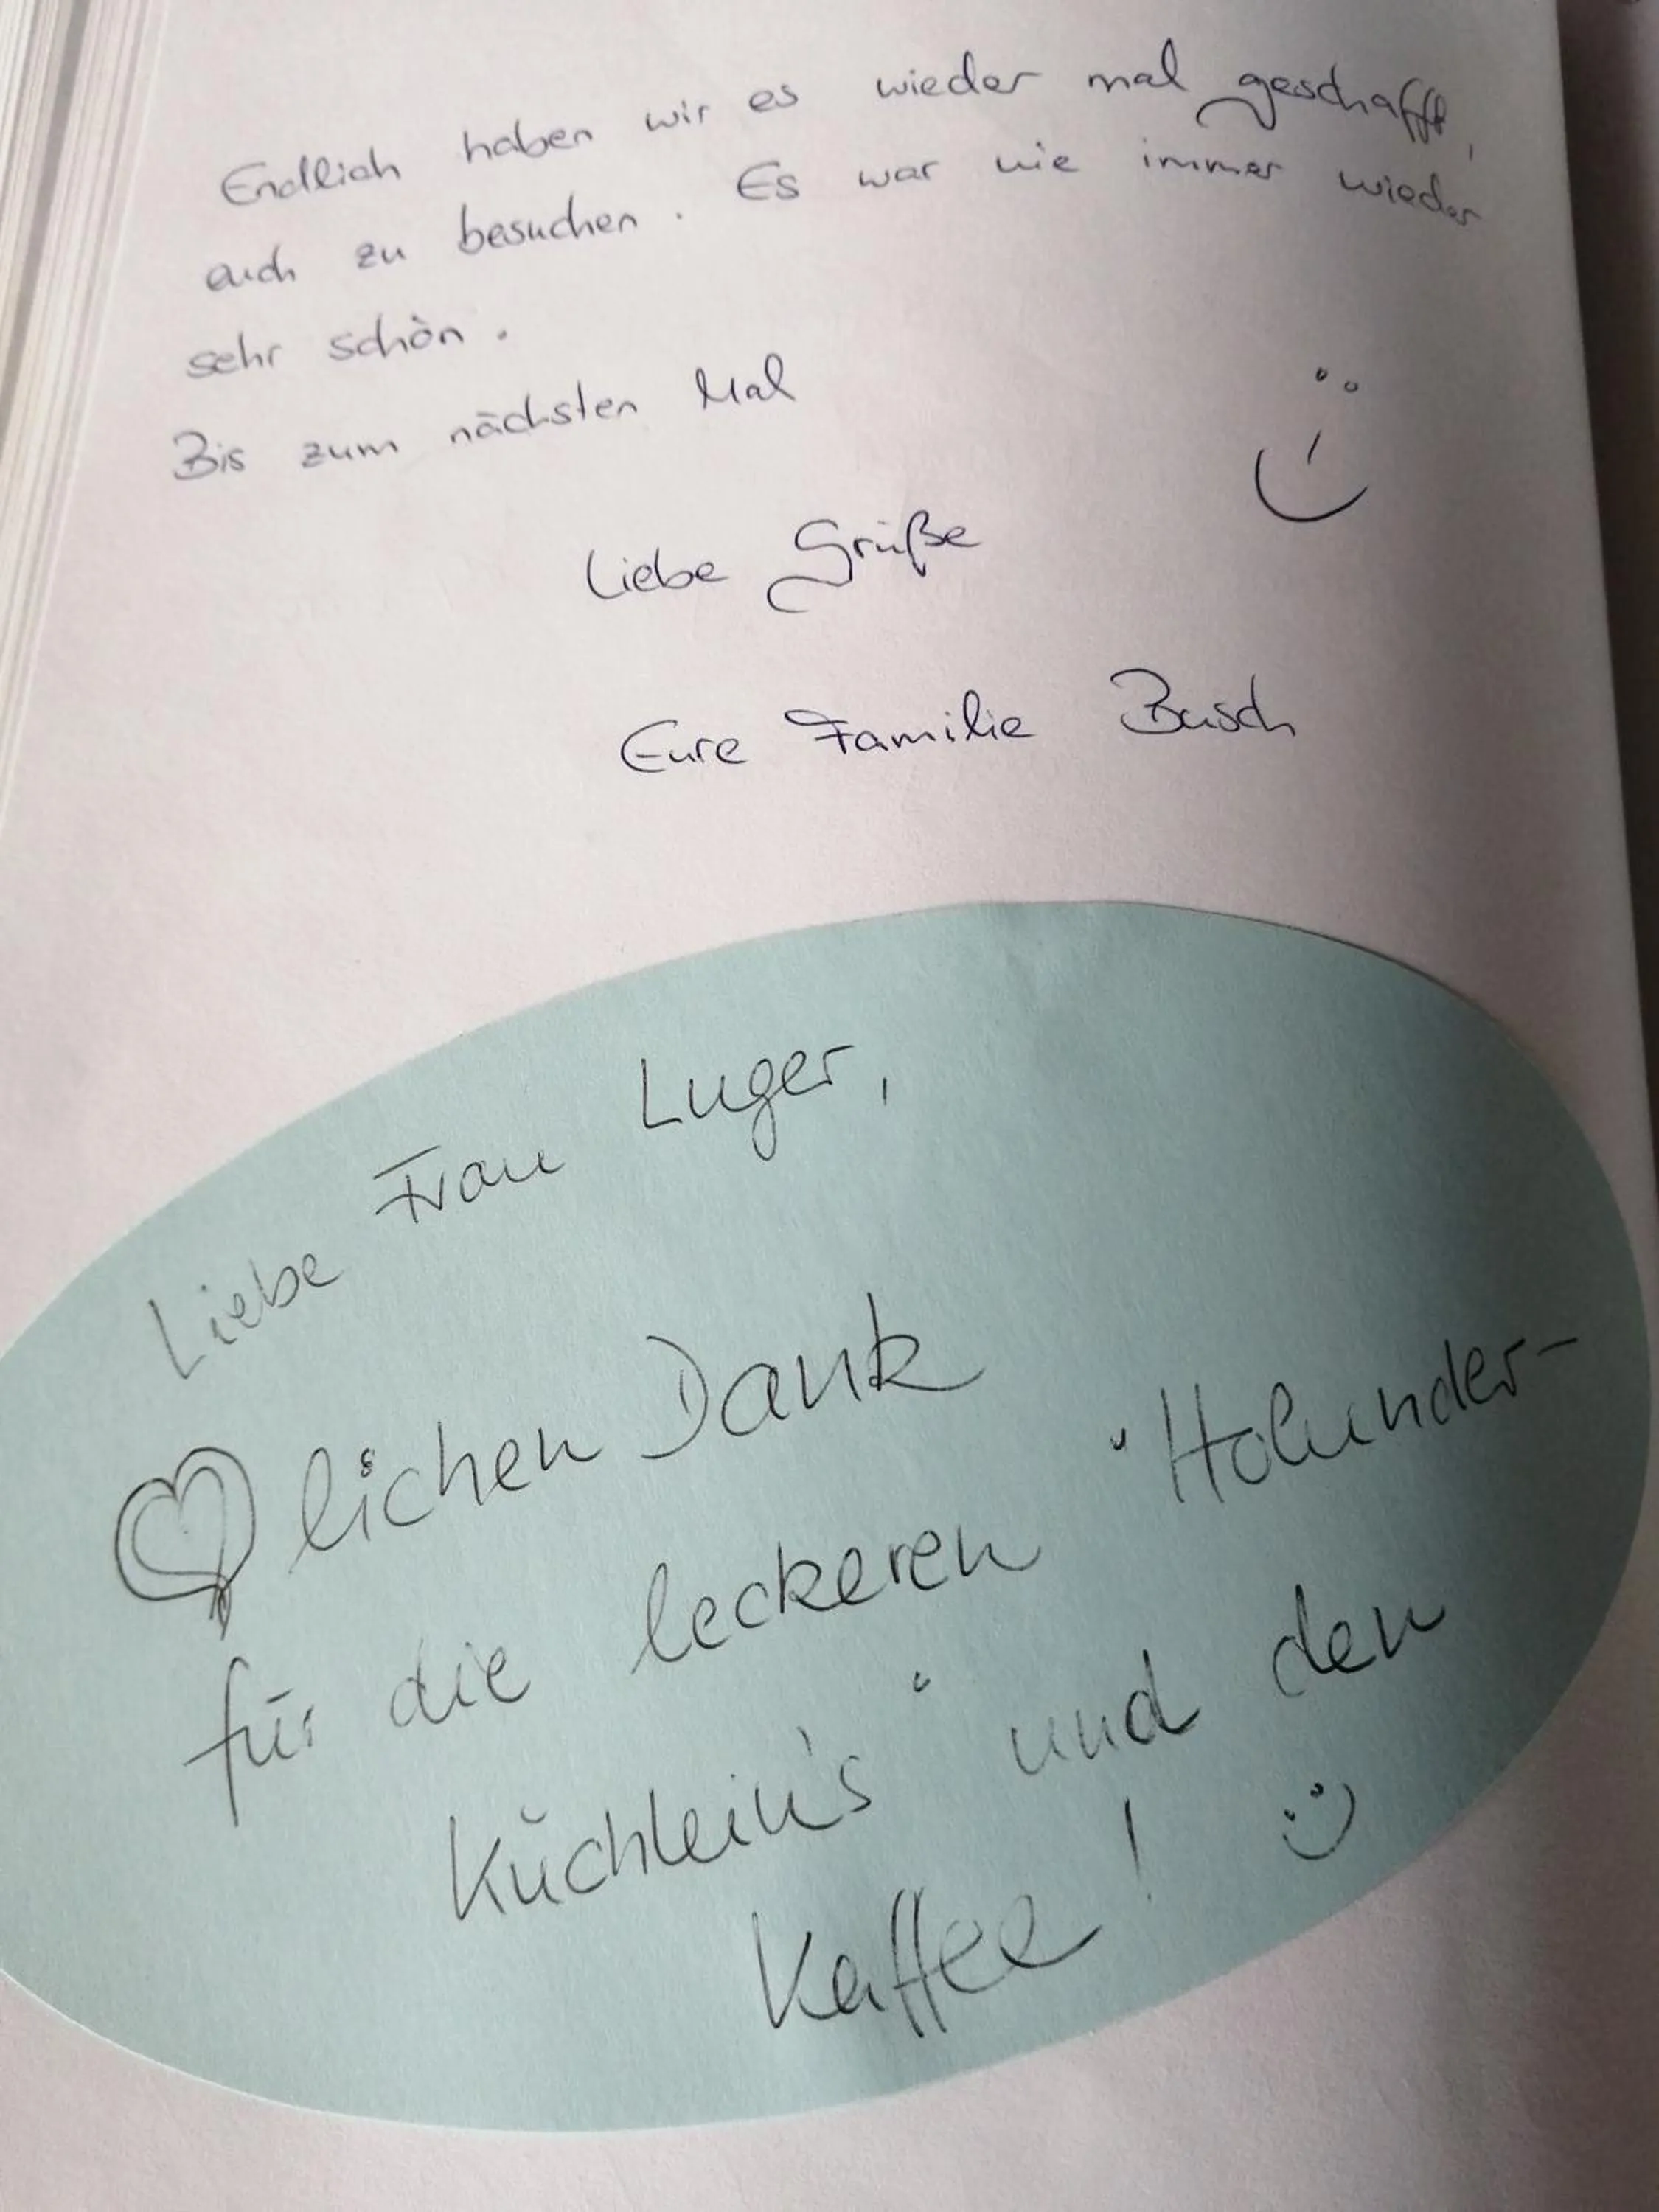 Endlich haben wir es wieder mal geschafft,
euch zu besuchen. Es war wie immer wieder
sehr schön.
Bis zum nächsten Mal
Liebe Grüße
Eure Familie Busch
Liebe Frau Luger,
♡lichen Dank
für die leckeren "Holunder-
Küchlein's" und den
Kaffee!